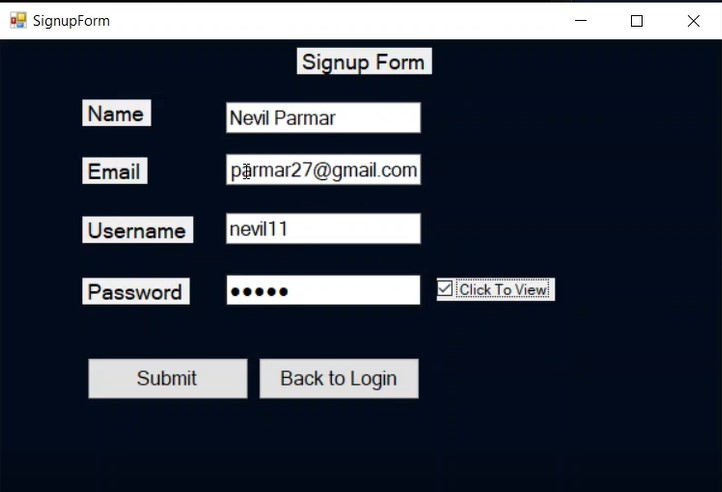 SignupForm
Signup Form
Name
Nevil Parmar
Email
parmar27@gmail.com
Username
nevil11
Password
●●●●●
Click To View
Submit
Back to Login